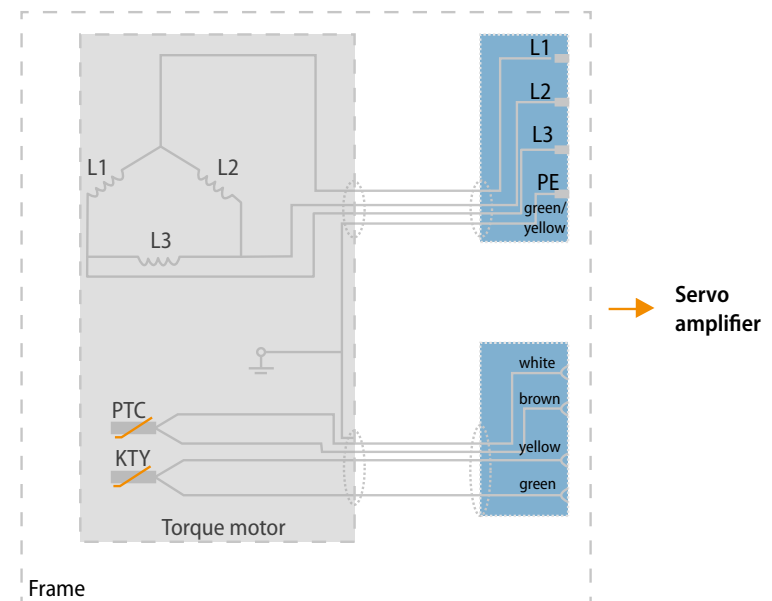 L1
L2
L3
PE
green/
yellow
L1
L2
L3
Servo
amplifier
white
brown
yellow
green
PTC
KTY
Torque motor
Frame